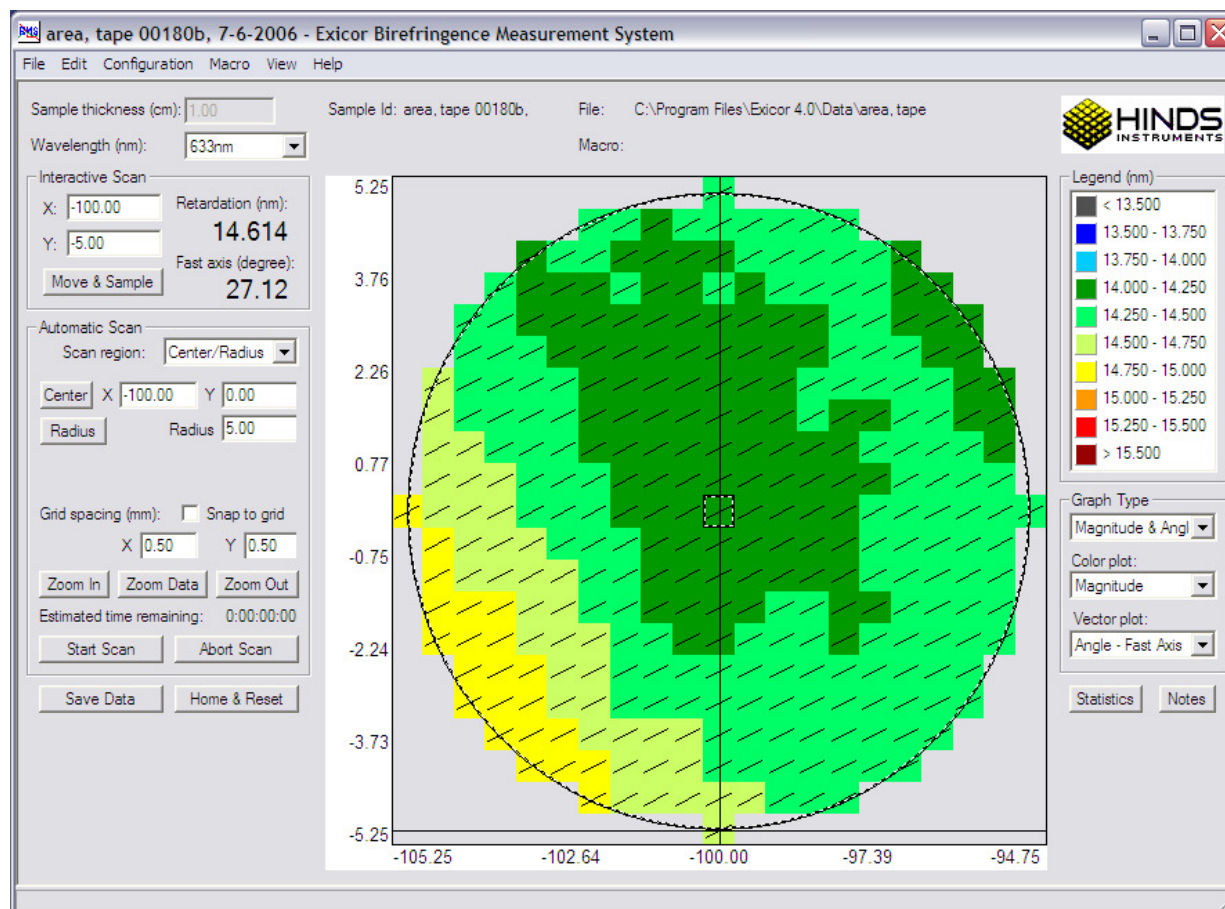 BMS area, tape 00180b, 7-6-2006 - Exicor Birefringence Measurement System
File Edit Configuration Macro View Help
Sample thickness (cm): 1.00
Wavelength (nm): 633nm
Sample Id: area, tape 00180b, File: C:\Program Files\Exicor 4.0\Data\area, tape
Macro:
HINDS
INSTRUMENTS
Interactive Scan
X: -100.00
Y: -5.00
Move & Sample
Retardation (nm):
14.614
Fast axis (degree):
27.12
Automatic Scan
Scan region: Center/Radius
Center X -100.00 Y 0.00
Radius Radius 5.00
Grid spacing (mm): Snap to grid
X 0.50 Y 0.50
Zoom In Zoom Data Zoom Out
Estimated time remaining: 0:00:00:00
Start Scan Abort Scan
Save Data Home & Reset
5.25
3.76
2.26
0.77
-0.75
-2.24
-3.73
-5.25
-105.25 -102.64 -100.00 -97.39 -94.75
Legend (nm)
< 13.500
13.500 - 13.750
13.750 - 14.000
14.000 - 14.250
14.250 - 14.500
14.500 - 14.750
14.750 - 15.000
15.000 - 15.250
15.250 - 15.500
> 15.500
Graph Type
Magnitude & Angl
Color plot:
Magnitude
Vector plot:
Angle - Fast Axis
Statistics Notes